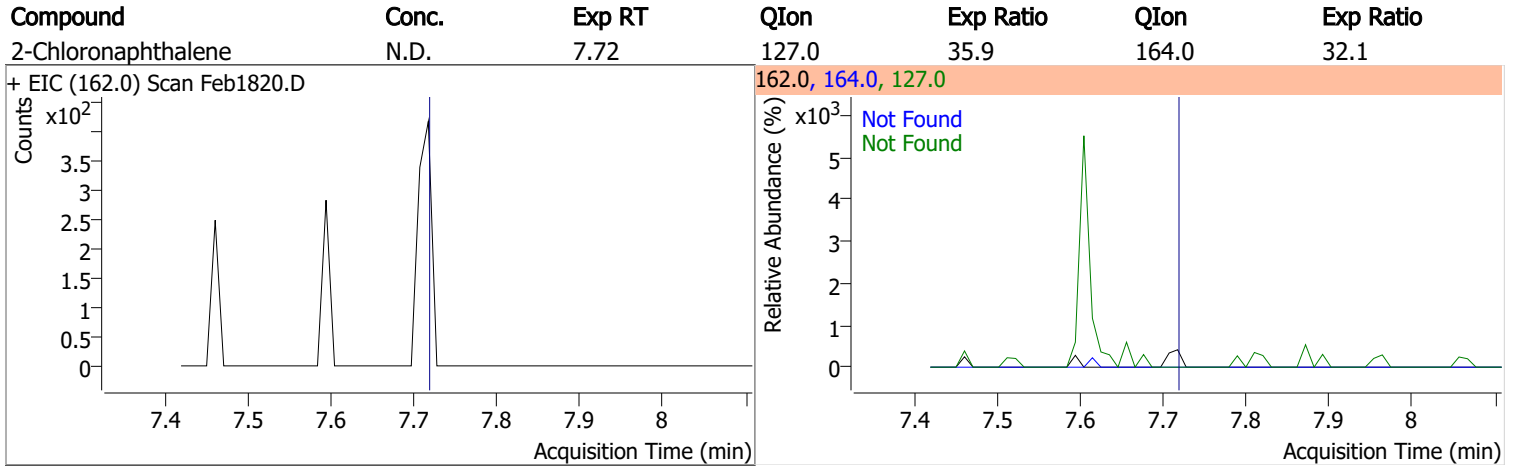 Compound Conc. Exp RT QIon Exp Ratio QIon Exp Ratio
2-Chloronaphthalene N.D. 7.72 127.0 35.9 164.0 32.1
+ EIC (162.0) Scan Feb1820.D
Counts
x10²
3.5
3
2.5
2
1.5
1
0.5
0
7.4 7.5 7.6 7.7 7.8 7.9 8
Acquisition Time (min)
162.0, 164.0, 127.0
Relative Abundance (%)
x10³
Not Found
Not Found
5
4
3
2
1
0
7.4 7.5 7.6 7.7 7.8 7.9 8
Acquisition Time (min)